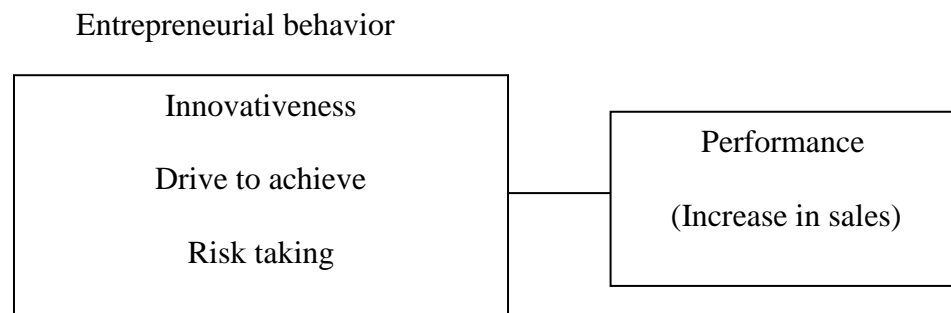 Entrepreneurial behavior
Innovativeness
Drive to achieve
Risk taking
Performance
(Increase in sales)